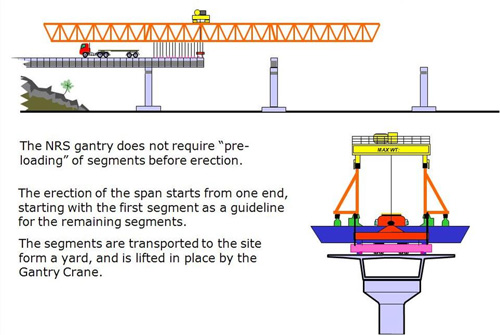 The NRS gantry does not require “pre-
loading” of segments before erection.
The erection of the span starts from one end,
starting with the first segment as a guideline
for the remaining segments.
The segments are transported to the site
form a yard, and is lifted in place by the
Gantry Crane.
MAX WT: